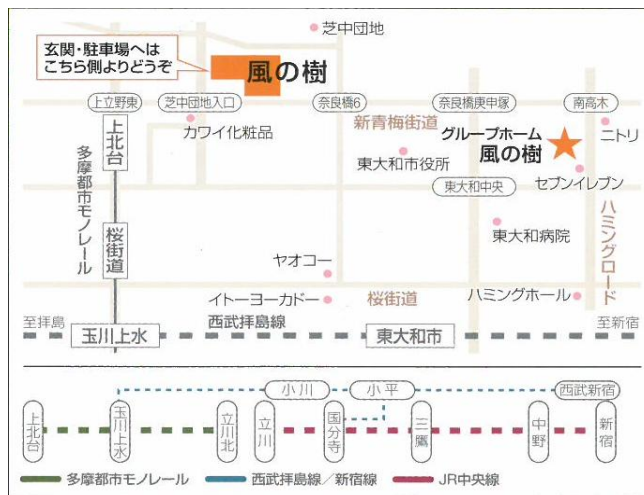 芝中団地
玄関・駐車場へは
こちら側よりどうぞ
風の樹
上立野東
芝中団地入口
奈良橋6
奈良橋庚申塚
南高木
カワイ化粧品
新青梅街道
グループホーム
風の樹
ニトリ
上北台
多摩都市モノレール
東大和市役所
セブンイレブン
東大和中央
桜街道
東大和病院
ハミングロード
ヤオコー
イトーヨーカドー
桜街道
ハミングホール
至拝島
西武拝島線
至新宿
玉川上水
東大和市
小川
小平
西武新宿
上北台
玉川上水
立川北
立川
国分寺
三鷹
中野
新宿
多摩都市モノレール
西武拝島線／新宿線
JR中央線